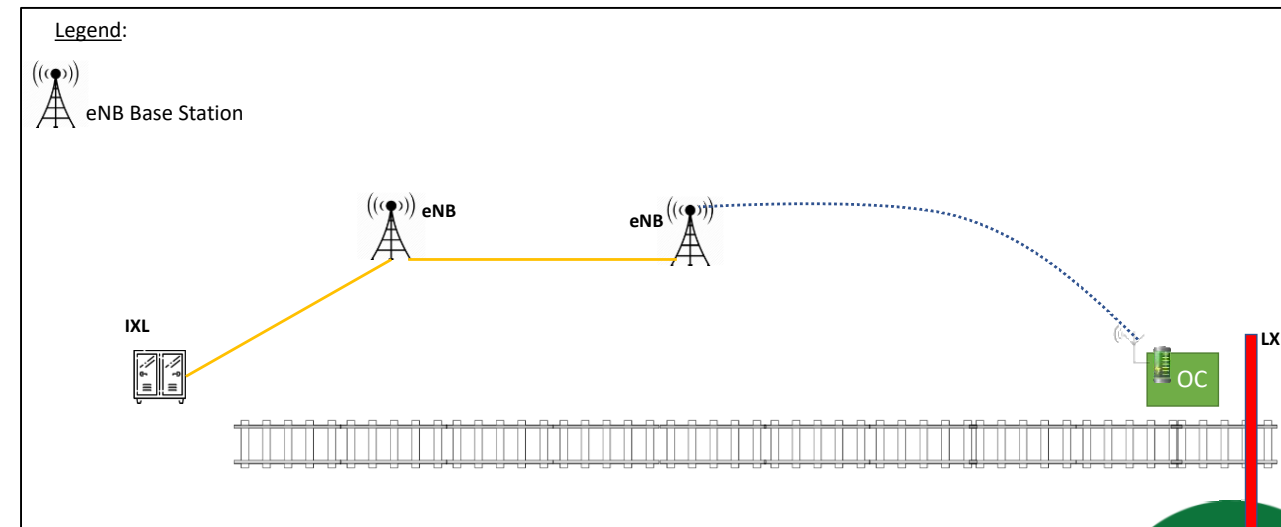 Legend:
eNB Base Station
eNB
eNB
IXL
LX
OC